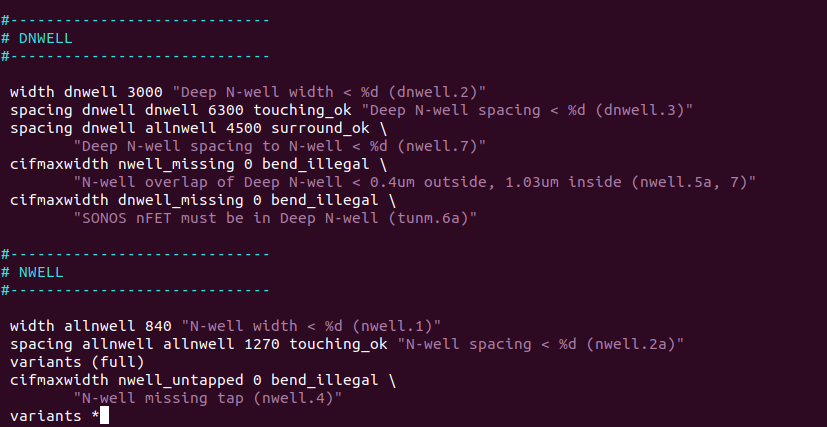 #-----------------------------
# DNWELL
#-----------------------------
width dnwell 3000 "Deep N-well width < %d (dnwell.2)"
spacing dnwell dnwell 6300 touching_ok "Deep N-well spacing < %d (dnwell.3)"
spacing dnwell allnwell 4500 surround_ok \
"Deep N-well spacing to N-well < %d (nwell.7)"
cifmaxwidth nwell_missing 0 bend_illegal \
"N-well overlap of Deep N-well < 0.4um outside, 1.03um inside (nwell.5a, 7)"
cifmaxwidth dnwell_missing 0 bend_illegal \
"SONOS nFET must be in Deep N-well (tunm.6a)"
#-----------------------------
# NWELL
#-----------------------------
width allnwell 840 "N-well width < %d (nwell.1)"
spacing allnwell allnwell 1270 touching_ok "N-well spacing < %d (nwell.2a)"
variants (full)
cifmaxwidth nwell_untapped 0 bend_illegal \
"N-well missing tap (nwell.4)"
variants *